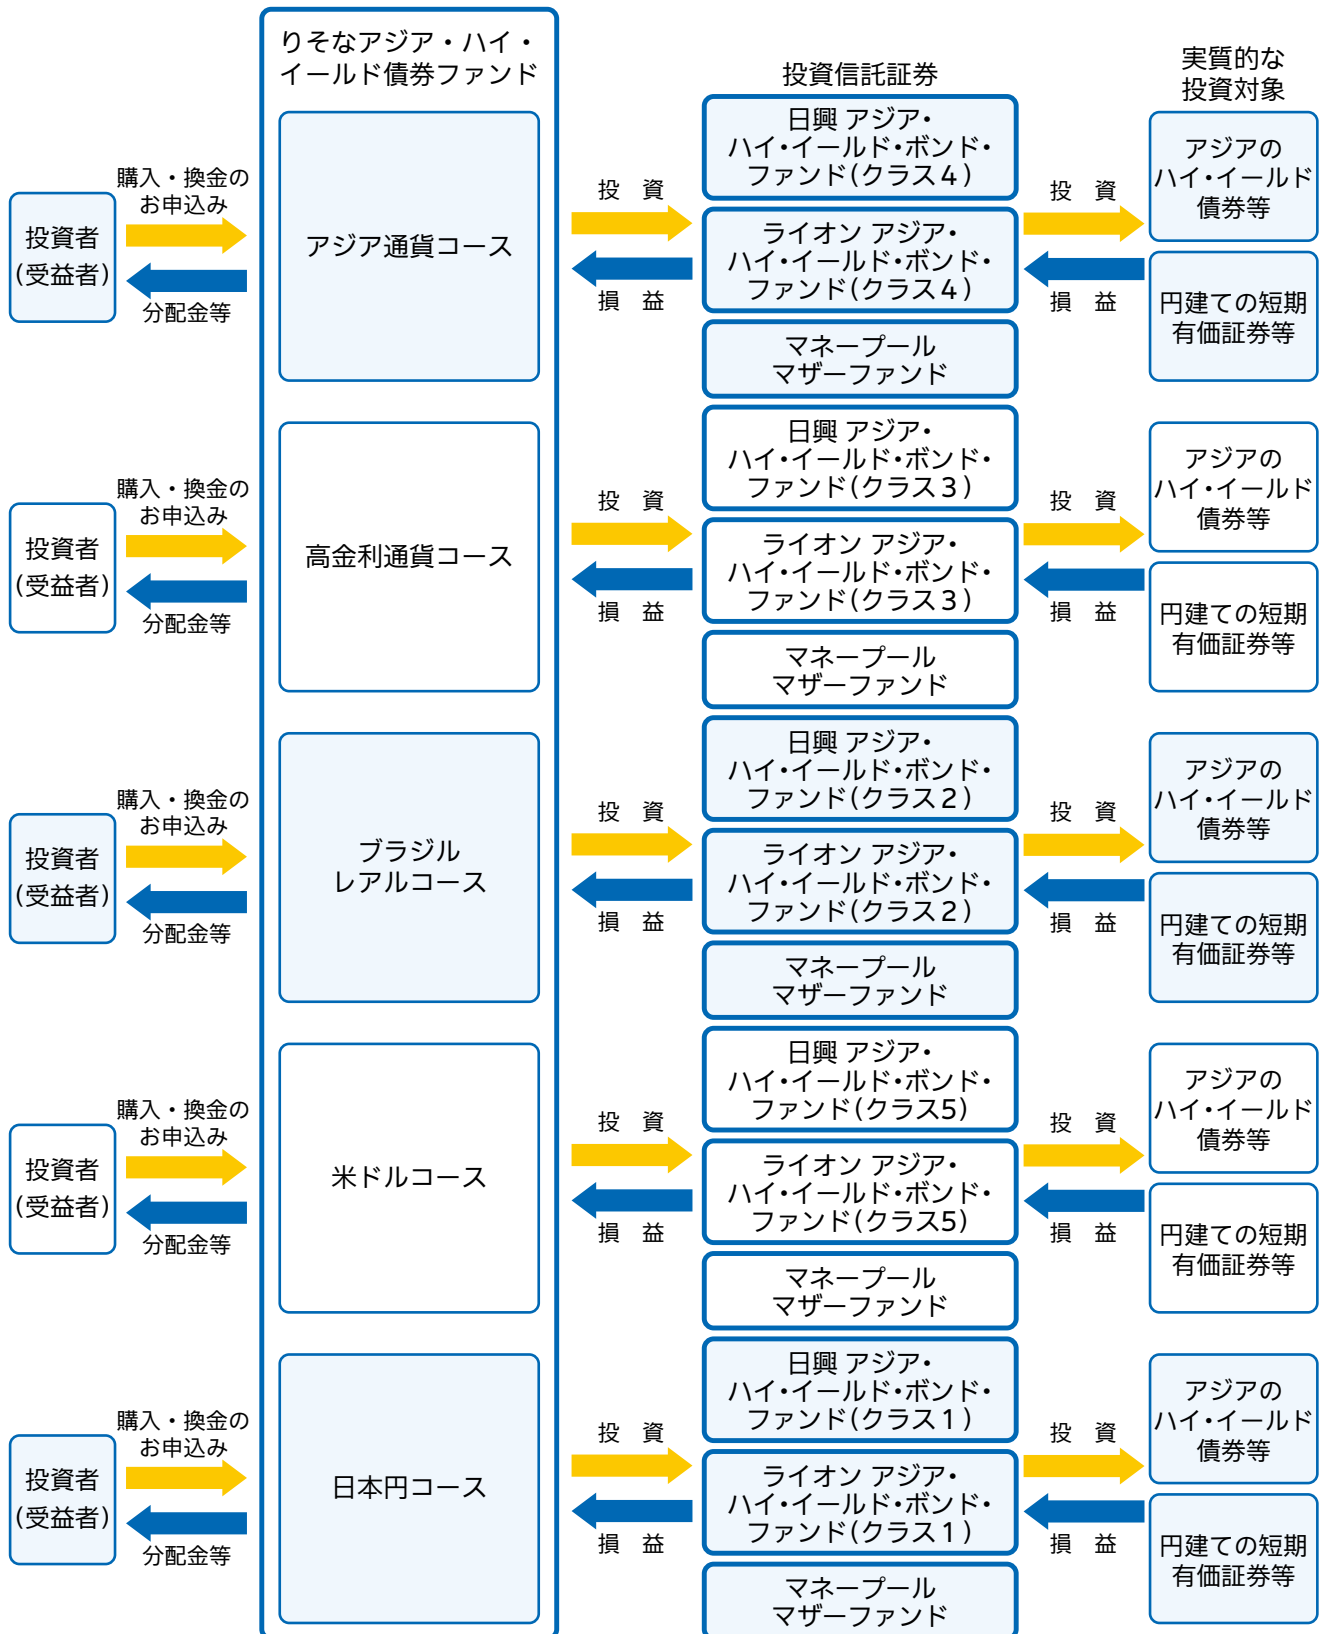 りそなアジア・ハイ・
イールド債券ファンド
投資信託証券
実質的な
投資対象
投資者
(受益者)
購入・換金の
お申込み
分配金等
アジア通貨コース
投 資
損 益
日興 アジア・
ハイ・イールド・ボンド・
ファンド(クラス4)
ライオン アジア・
ハイ・イールド・ボンド・
ファンド(クラス4)
マネープール
マザーファンド
投 資
損 益
アジアの
ハイ・イールド
債券等
円建ての短期
有価証券等
投資者
(受益者)
購入・換金の
お申込み
分配金等
高金利通貨コース
投 資
損 益
日興 アジア・
ハイ・イールド・ボンド・
ファンド(クラス3)
ライオン アジア・
ハイ・イールド・ボンド・
ファンド(クラス3)
マネープール
マザーファンド
投 資
損 益
アジアの
ハイ・イールド
債券等
円建ての短期
有価証券等
投資者
(受益者)
購入・換金の
お申込み
分配金等
ブラジル
レアルコース
投 資
損 益
日興 アジア・
ハイ・イールド・ボンド・
ファンド(クラス2)
ライオン アジア・
ハイ・イールド・ボンド・
ファンド(クラス2)
マネープール
マザーファンド
投 資
損 益
アジアの
ハイ・イールド
債券等
円建ての短期
有価証券等
投資者
(受益者)
購入・換金の
お申込み
分配金等
米ドルコース
投 資
損 益
日興 アジア・
ハイ・イールド・ボンド・
ファンド(クラス5)
ライオン アジア・
ハイ・イールド・ボンド・
ファンド(クラス5)
マネープール
マザーファンド
投 資
損 益
アジアの
ハイ・イールド
債券等
円建ての短期
有価証券等
投資者
(受益者)
購入・換金の
お申込み
分配金等
日本円コース
投 資
損 益
日興 アジア・
ハイ・イールド・ボンド・
ファンド(クラス1)
ライオン アジア・
ハイ・イールド・ボンド・
ファンド(クラス1)
マネープール
マザーファンド
投 資
損 益
アジアの
ハイ・イールド
債券等
円建ての短期
有価証券等